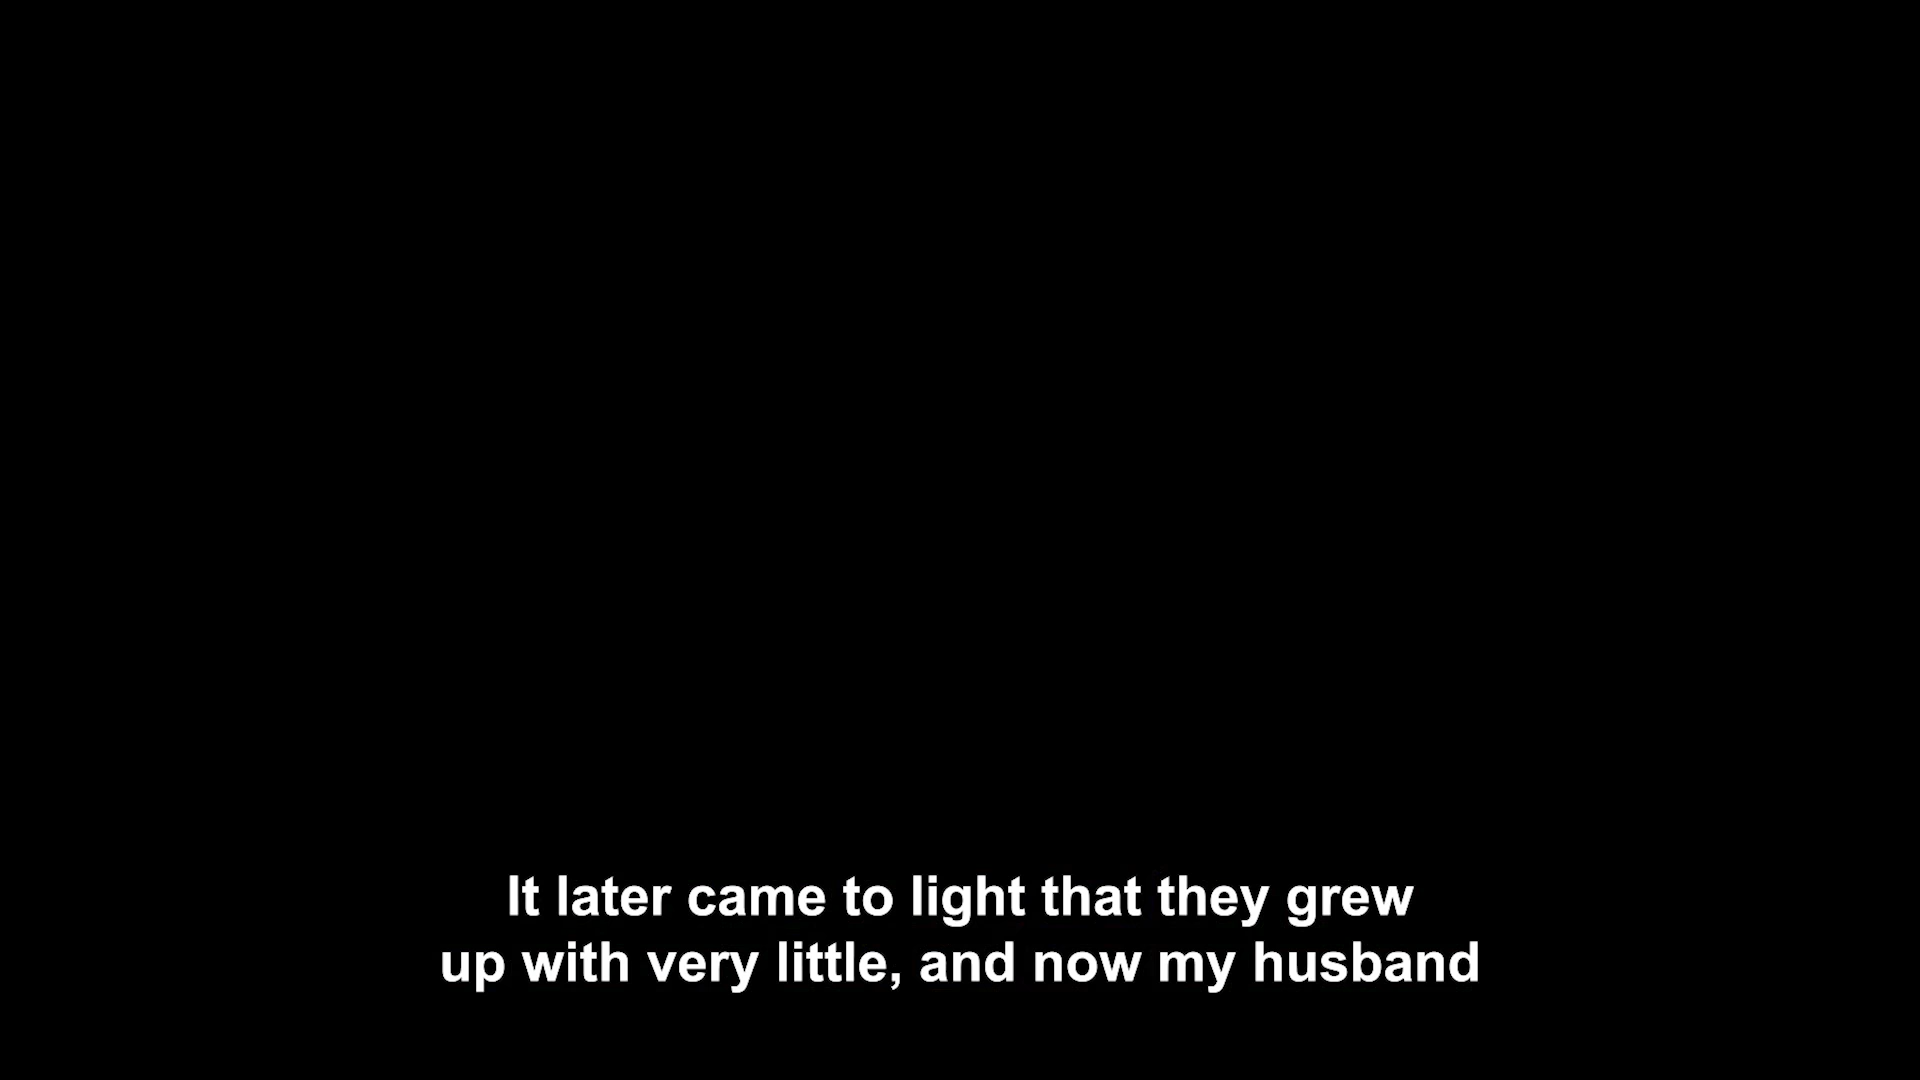 It later came to light that they grew
up with very little, and now my husband